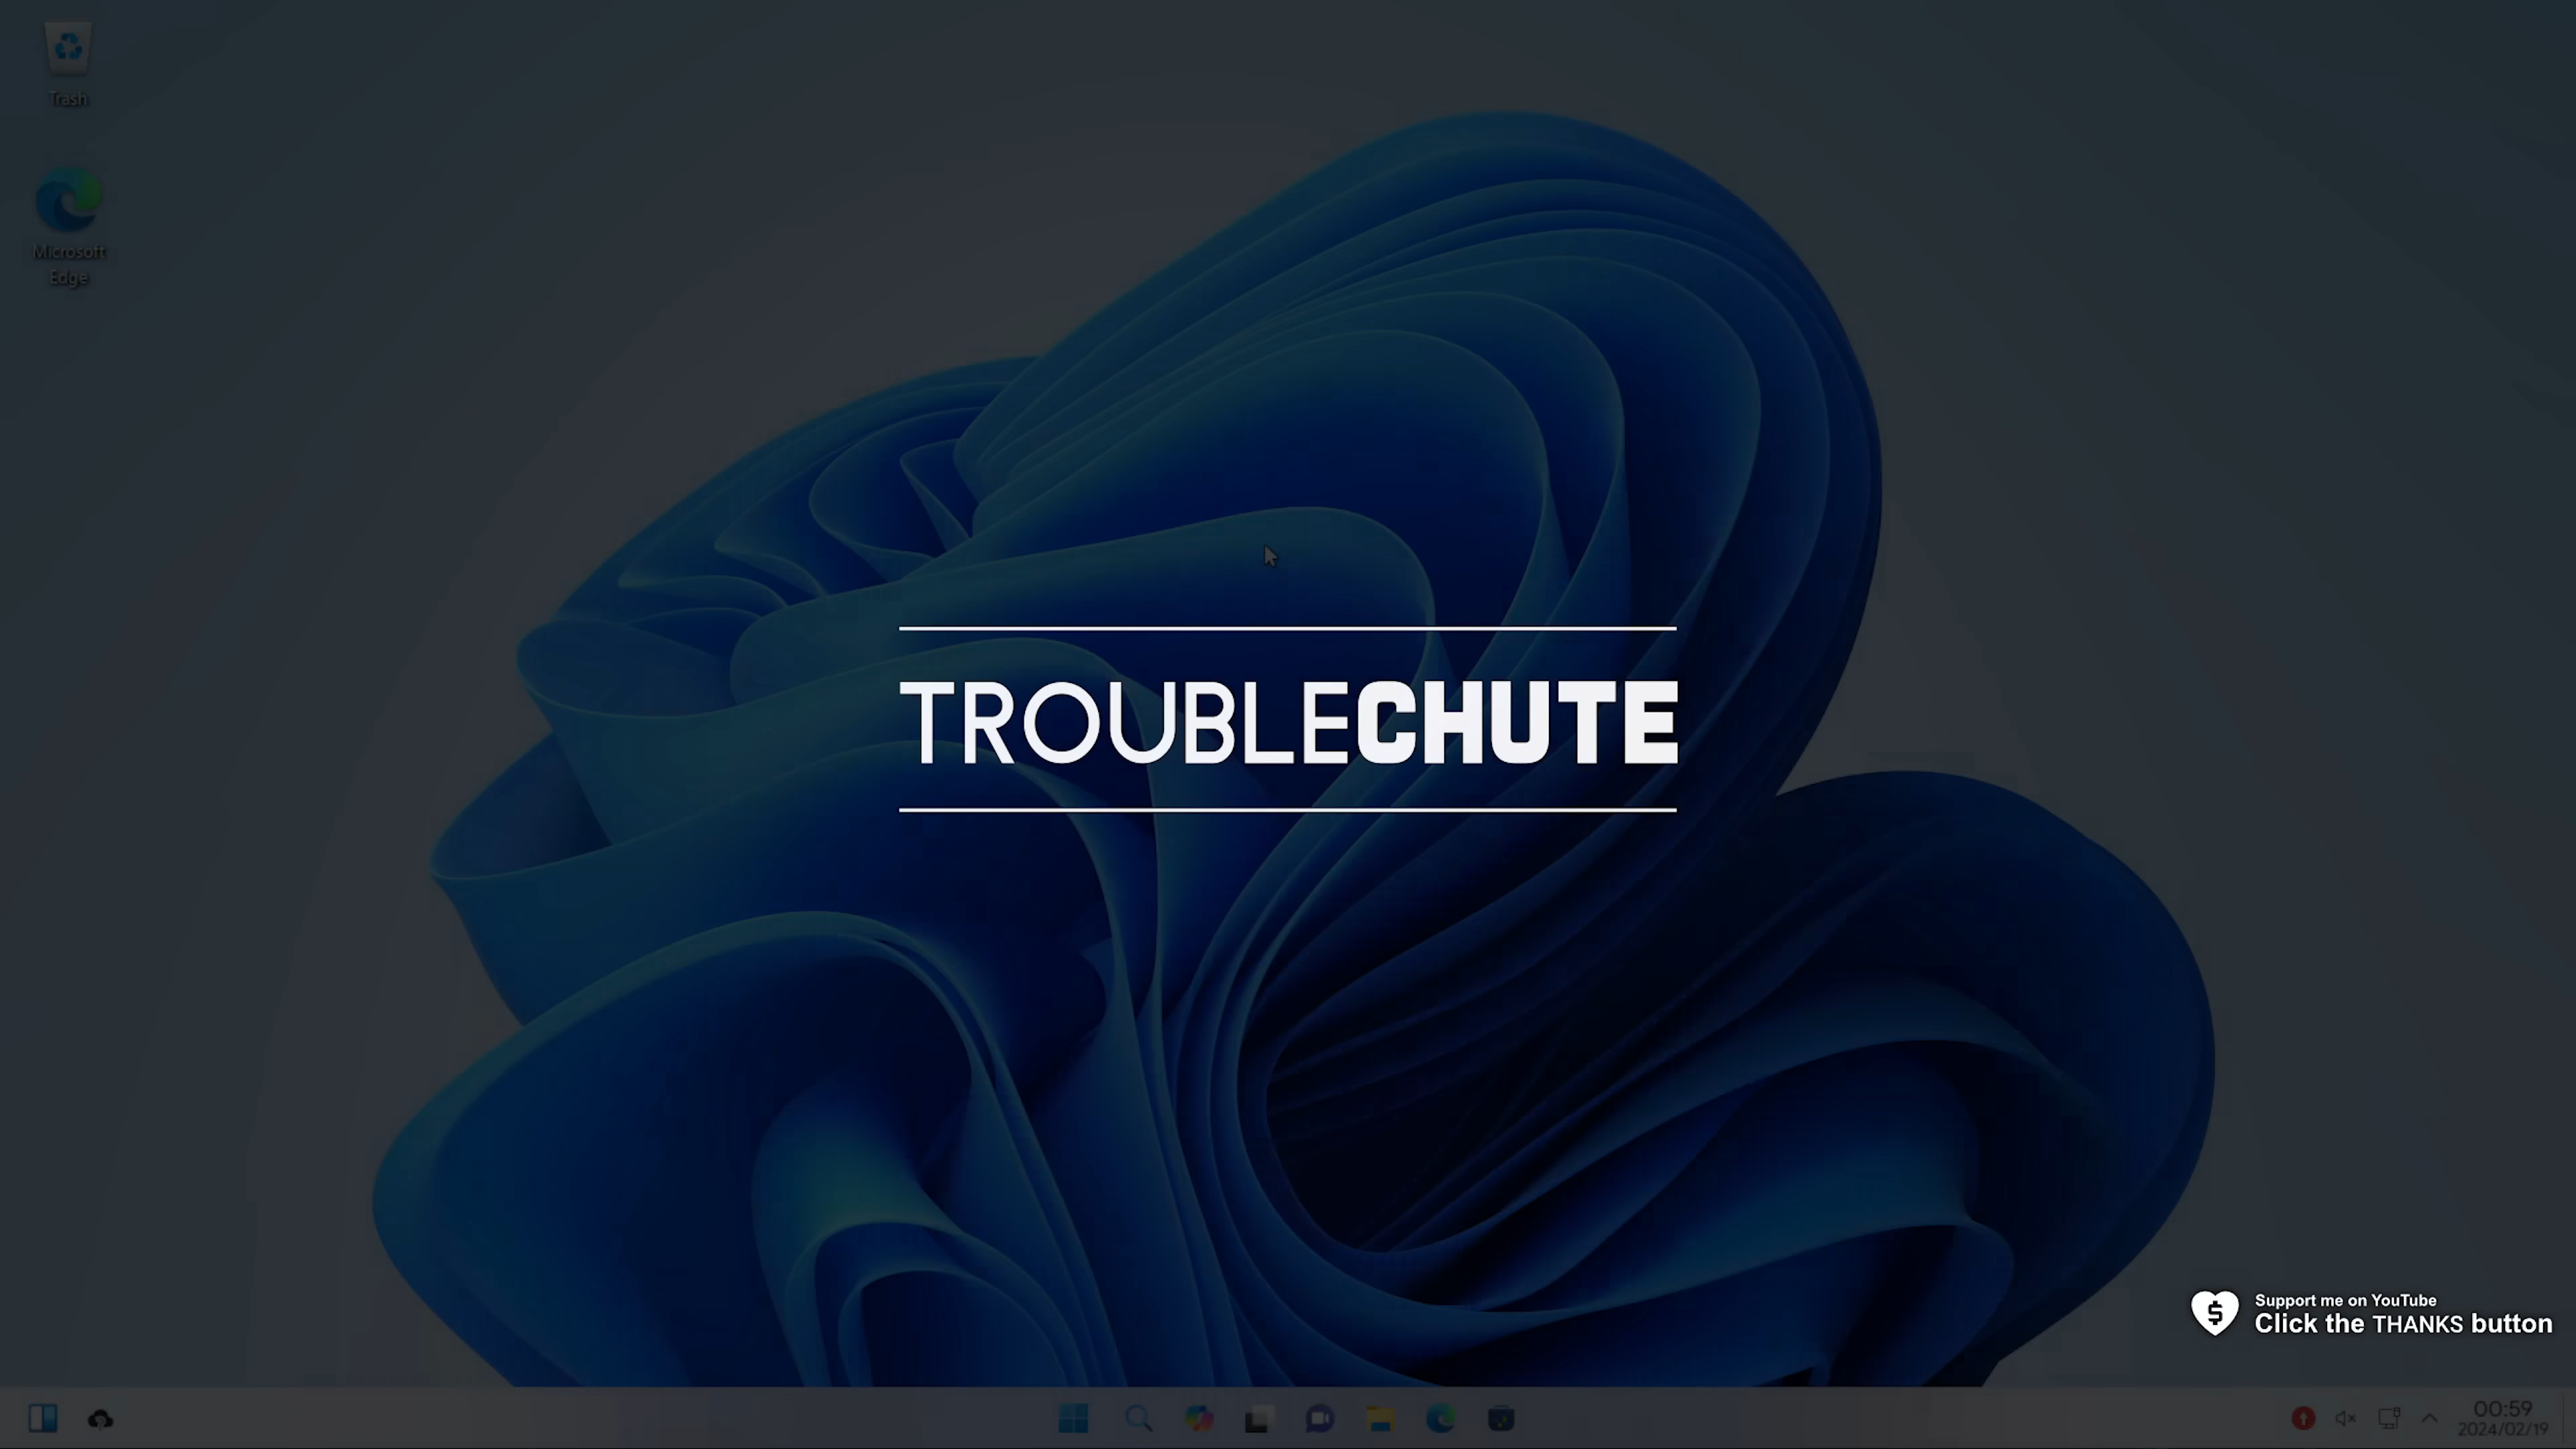 Trash
Microsoft
Edge
TROUBLECHUTE
Support me on YouTube
Click the THANKS button
00:59
2024/02/19